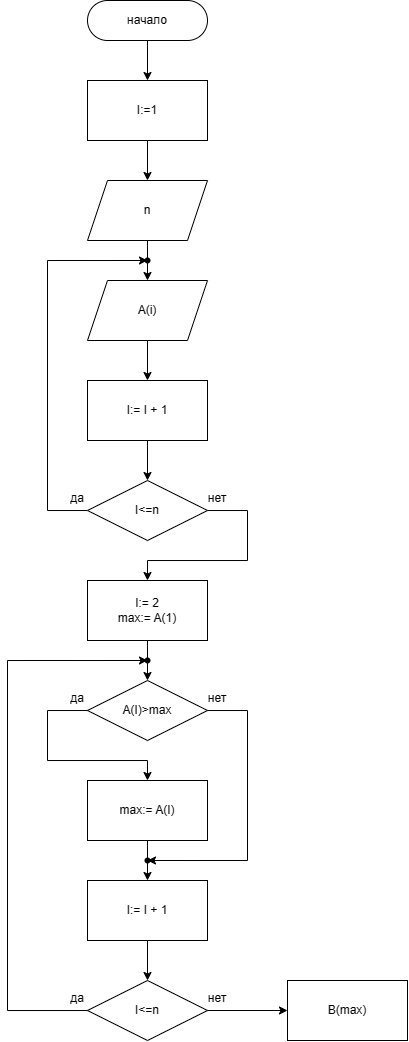 начало
I:=1
n
A(i)
I:= I + 1
да
нет
I<=n
I:= 2
max:= A(1)
да
нет
A(I)>max
max:= A(I)
I:= I + 1
да
нет
I<=n
B(max)